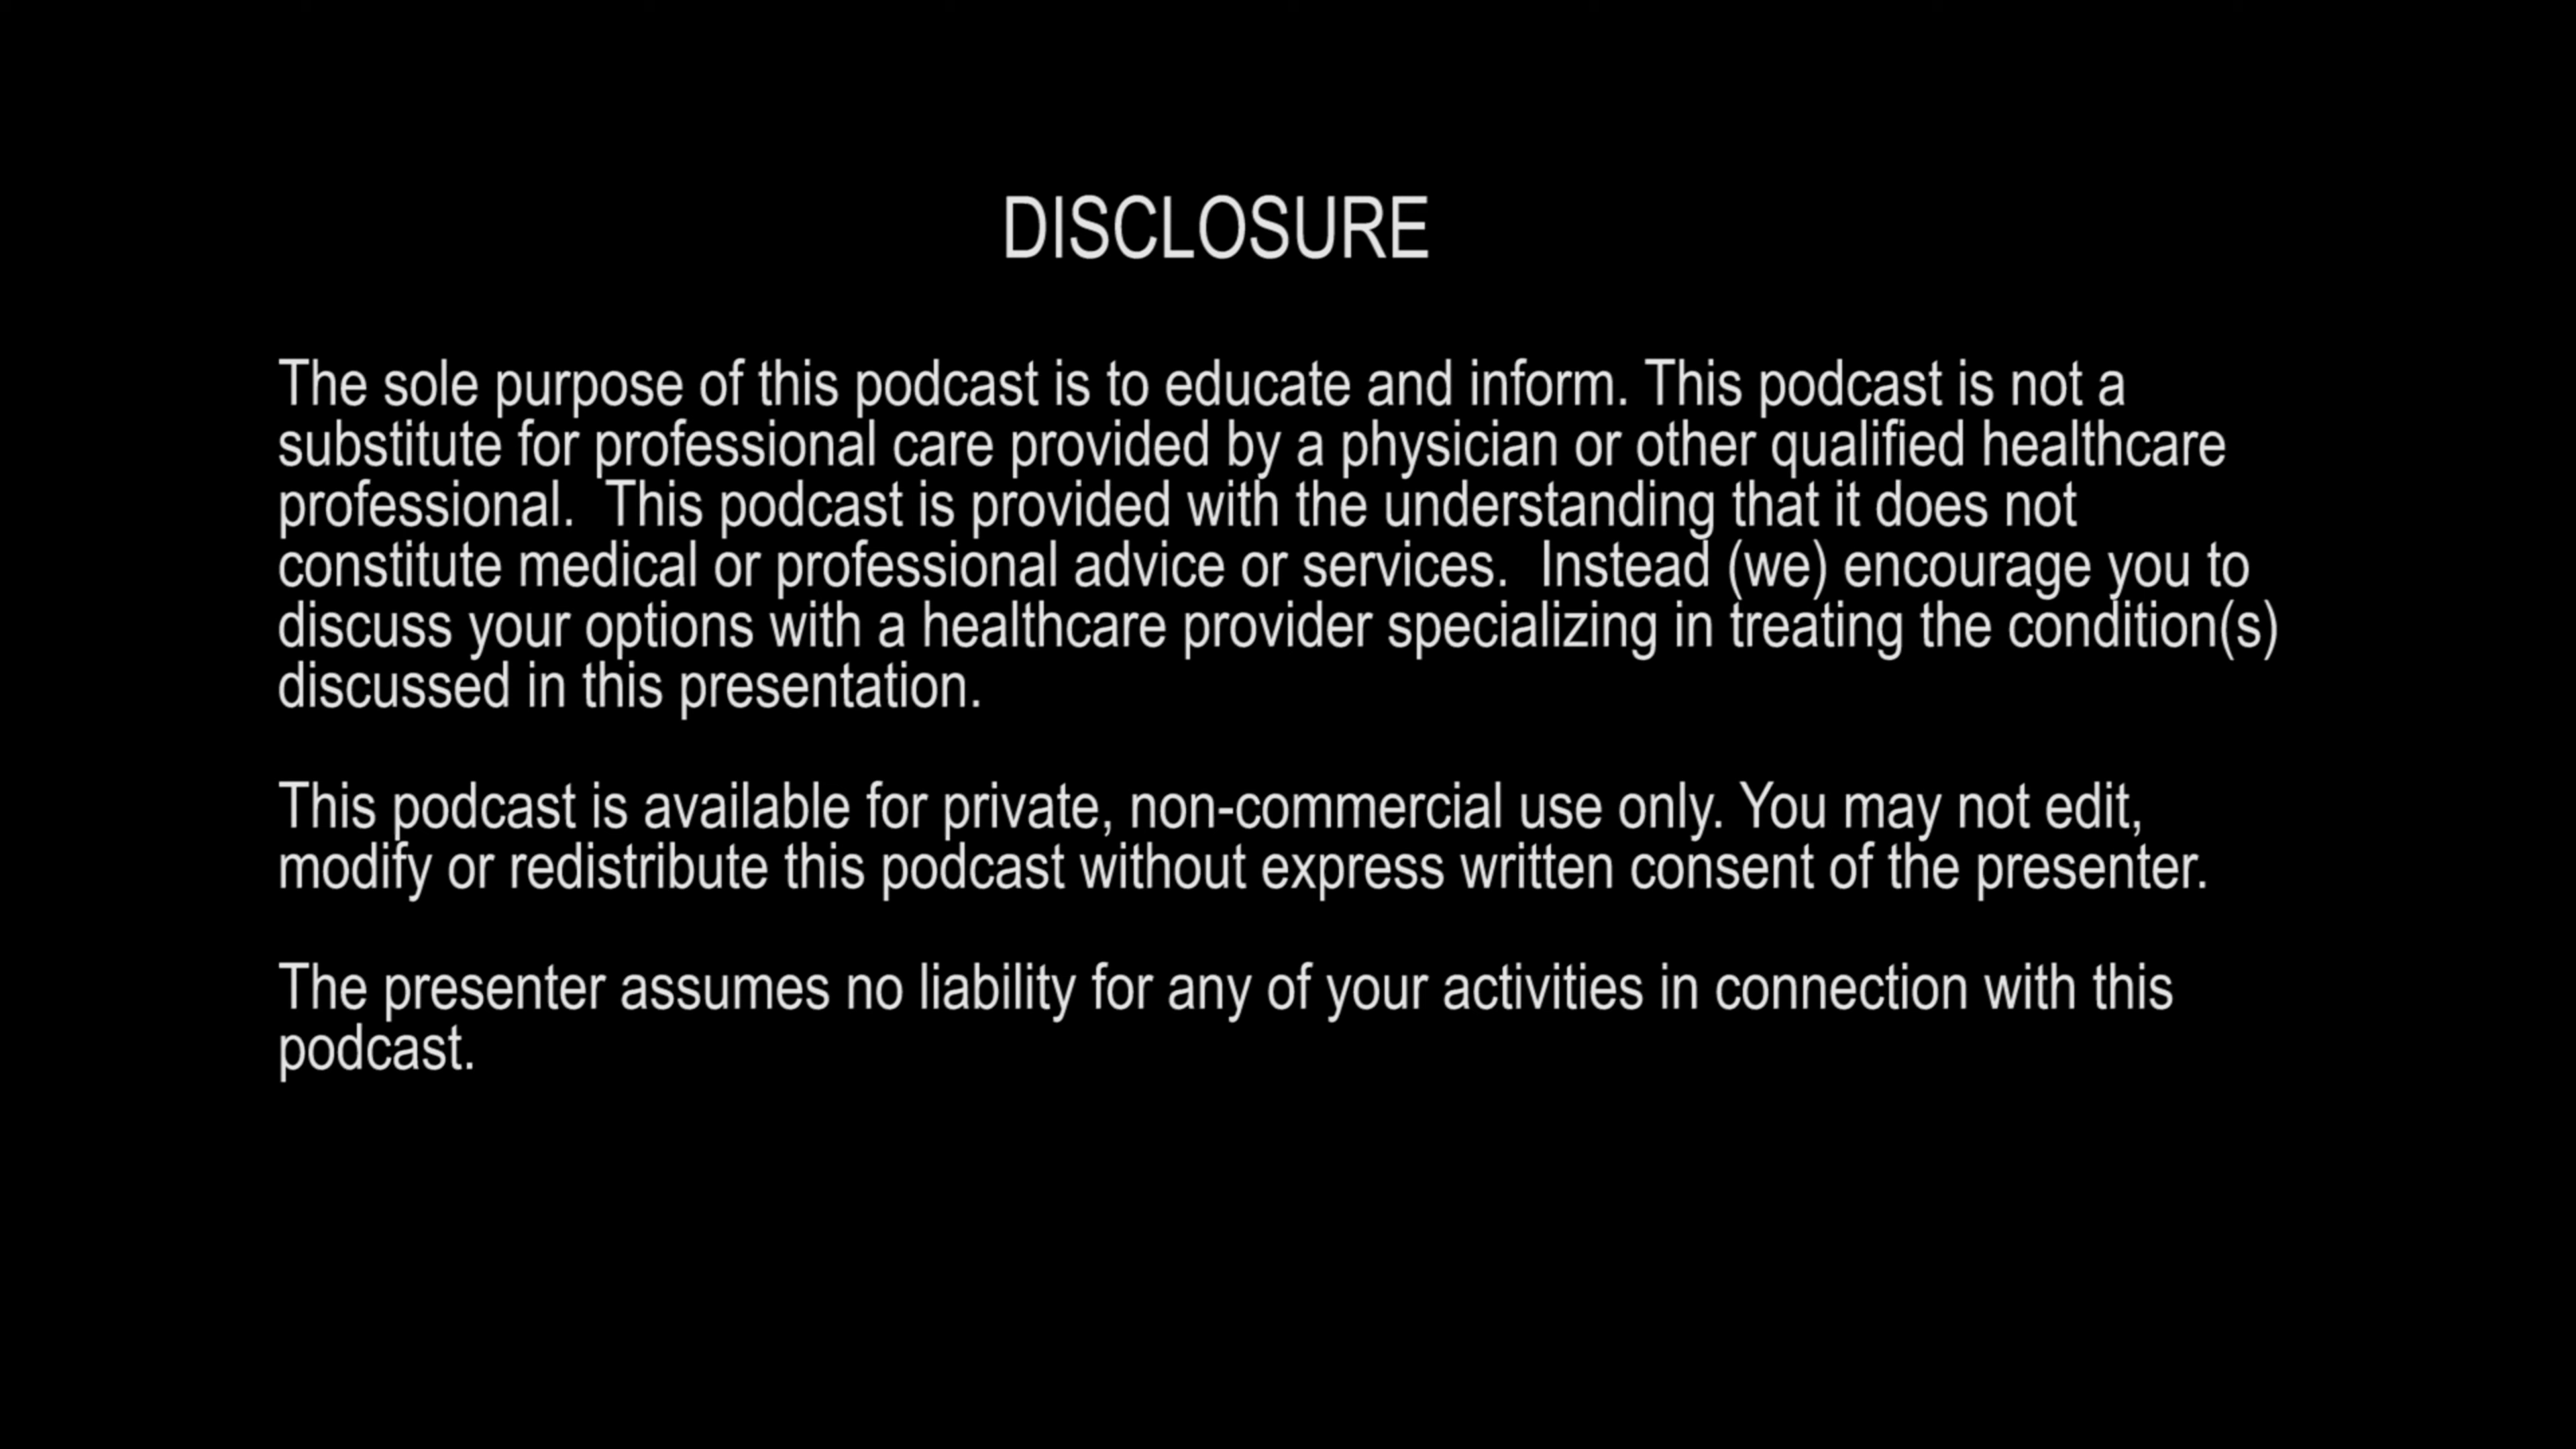 DISCLOSURE
The sole purpose of this podcast is to educate and inform. This podcast is not a
substitute for professional care provided by a physician or other qualified healthcare
professional.  This podcast is provided with the understanding that it does not
constitute medical or professional advice or services.  Instead (we) encourage you to
discuss your options with a healthcare provider specializing in treating the condition(s)
discussed in this presentation.
This podcast is available for private, non-commercial use only. You may not edit,
modify or redistribute this podcast without express written consent of the presenter.
The presenter assumes no liability for any of your activities in connection with this
podcast.